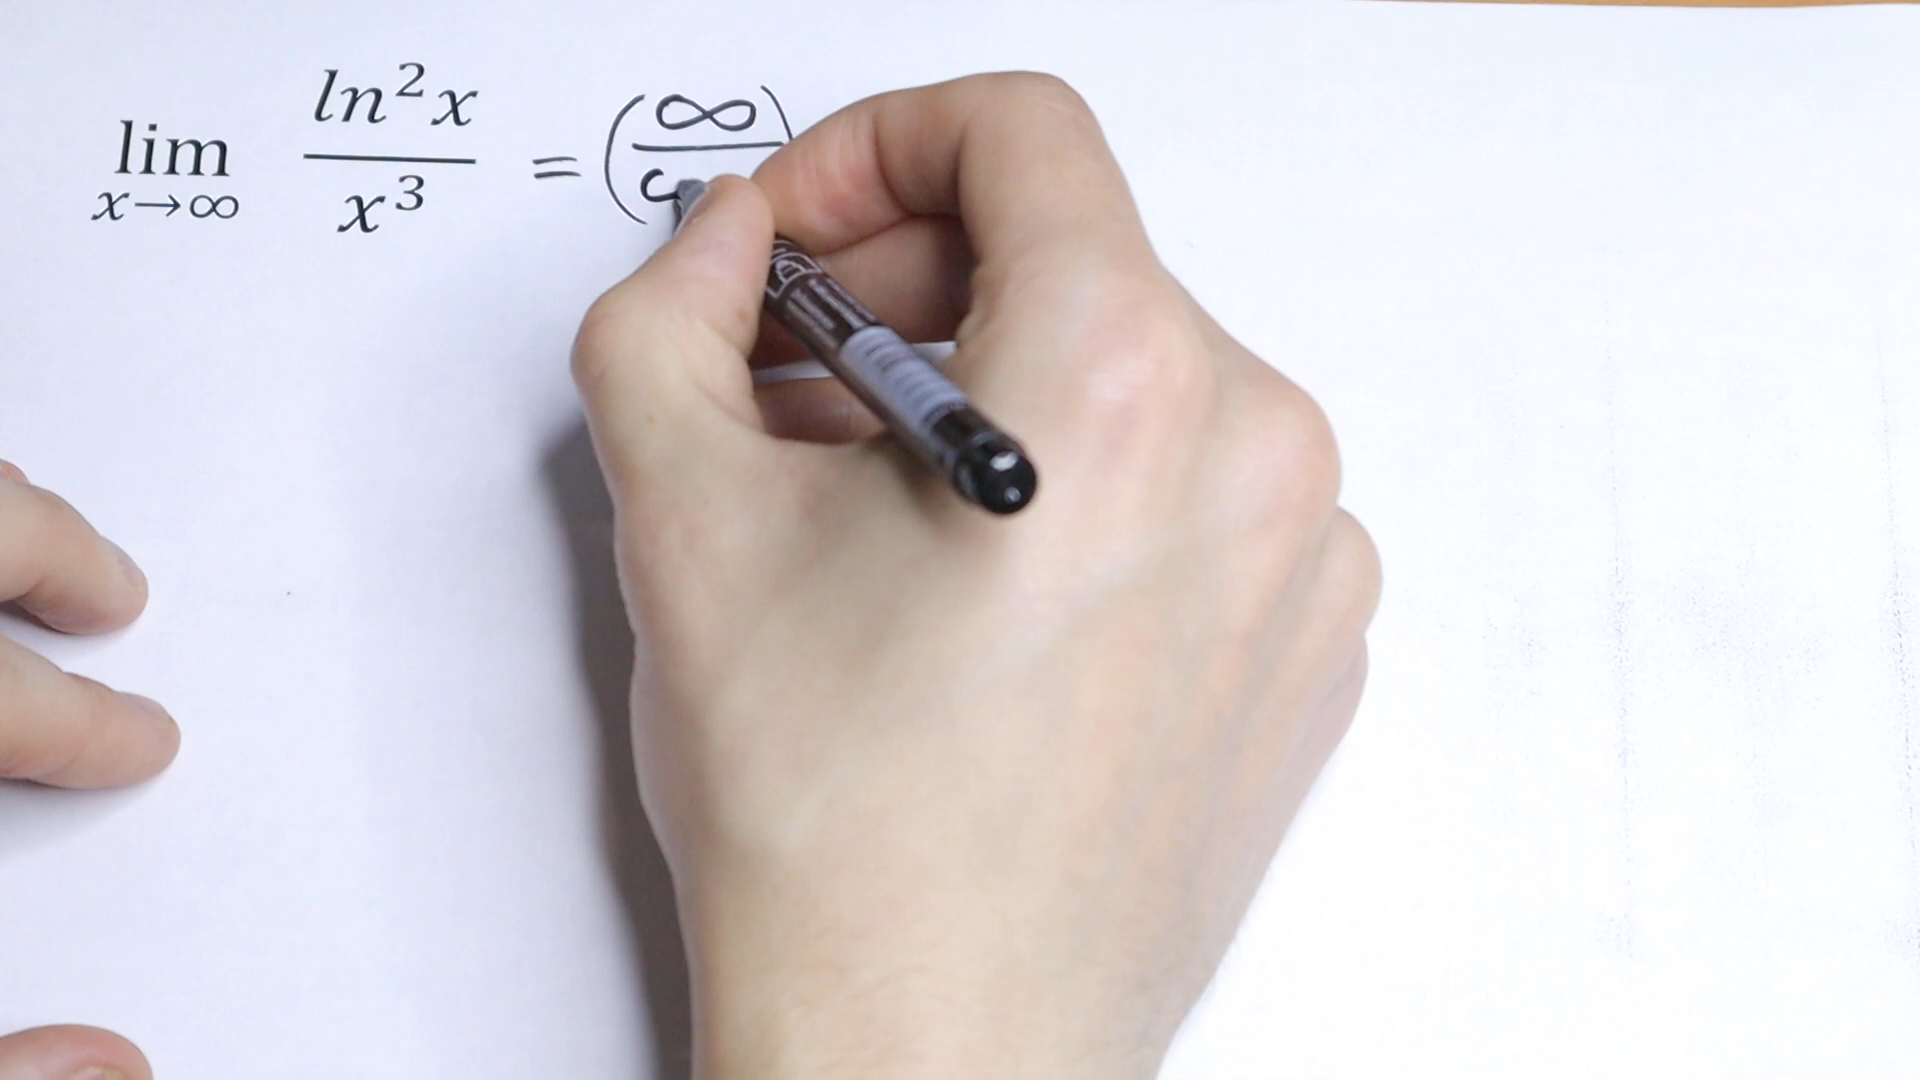 lim x→∞ ln²x / x³ = (∞ /